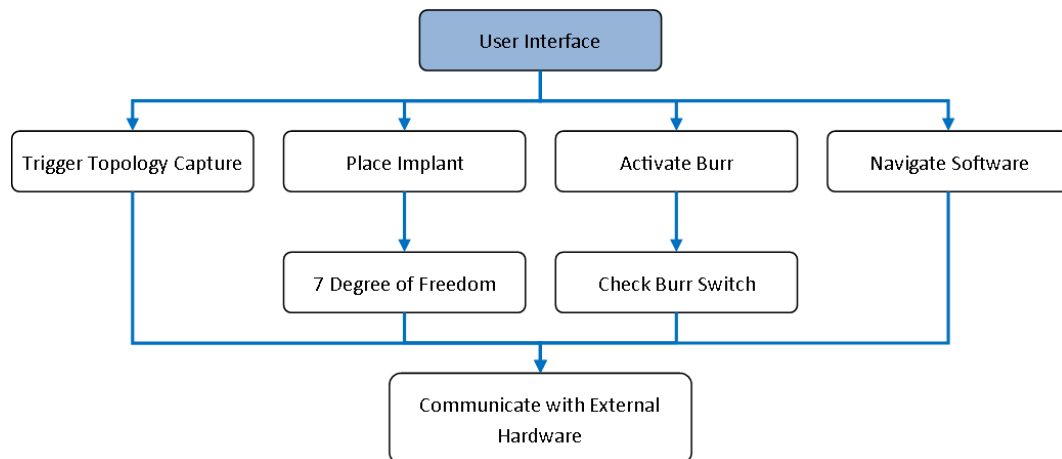 User Interface
Trigger Topology Capture
Place Implant
Activate Burr
Navigate Software
7 Degree of Freedom
Check Burr Switch
Communicate with External
Hardware